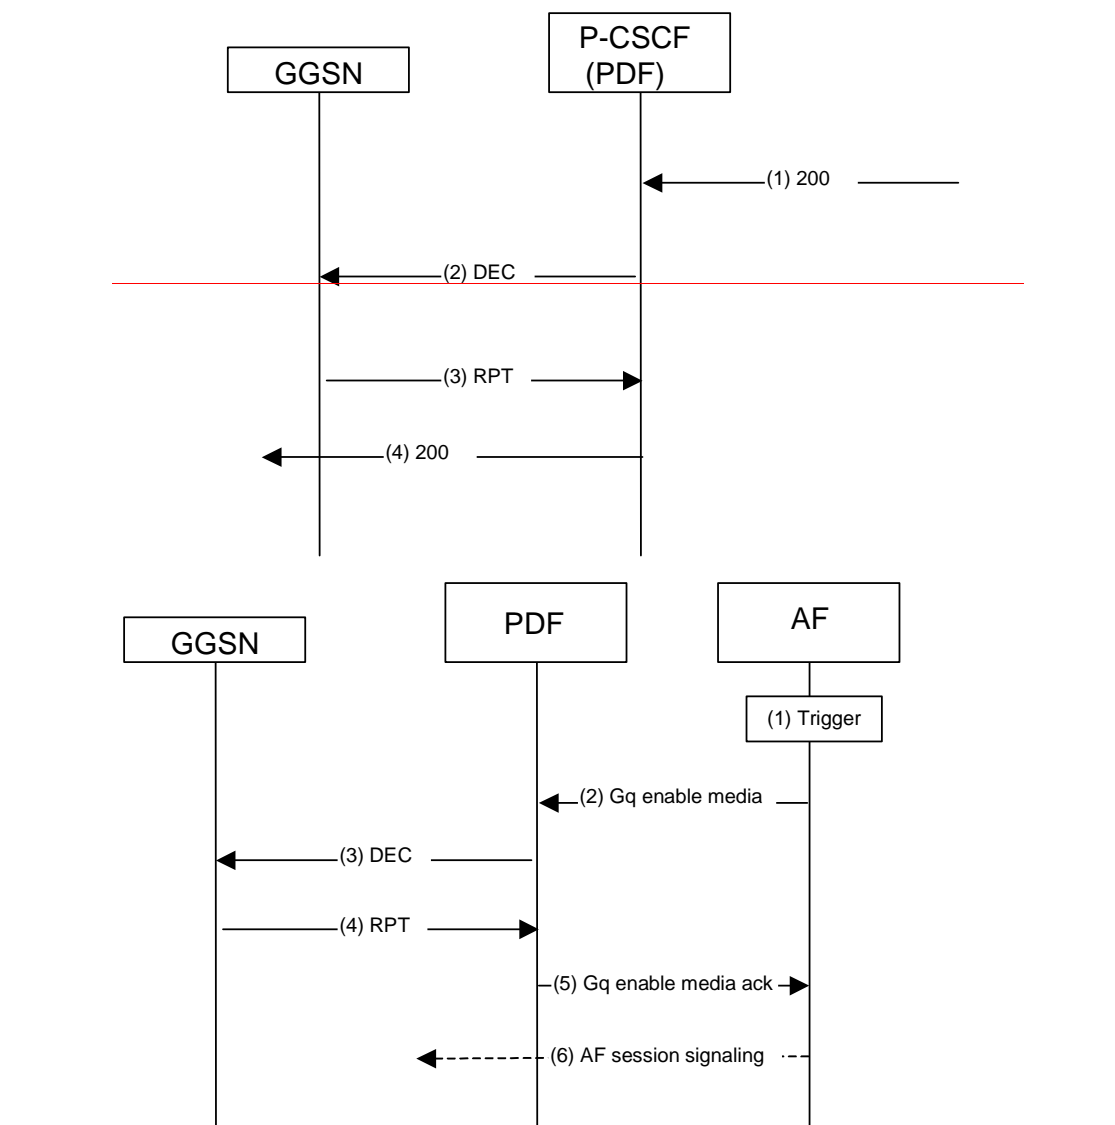 GGSN
P-CSCF
(PDF)
(1) 200
(2) DEC
(3) RPT
(4) 200
GGSN
PDF
AF
(1) Trigger
(2) Gq enable media
(3) DEC
(4) RPT
(5) Gq enable media ack
(6) AF session signaling